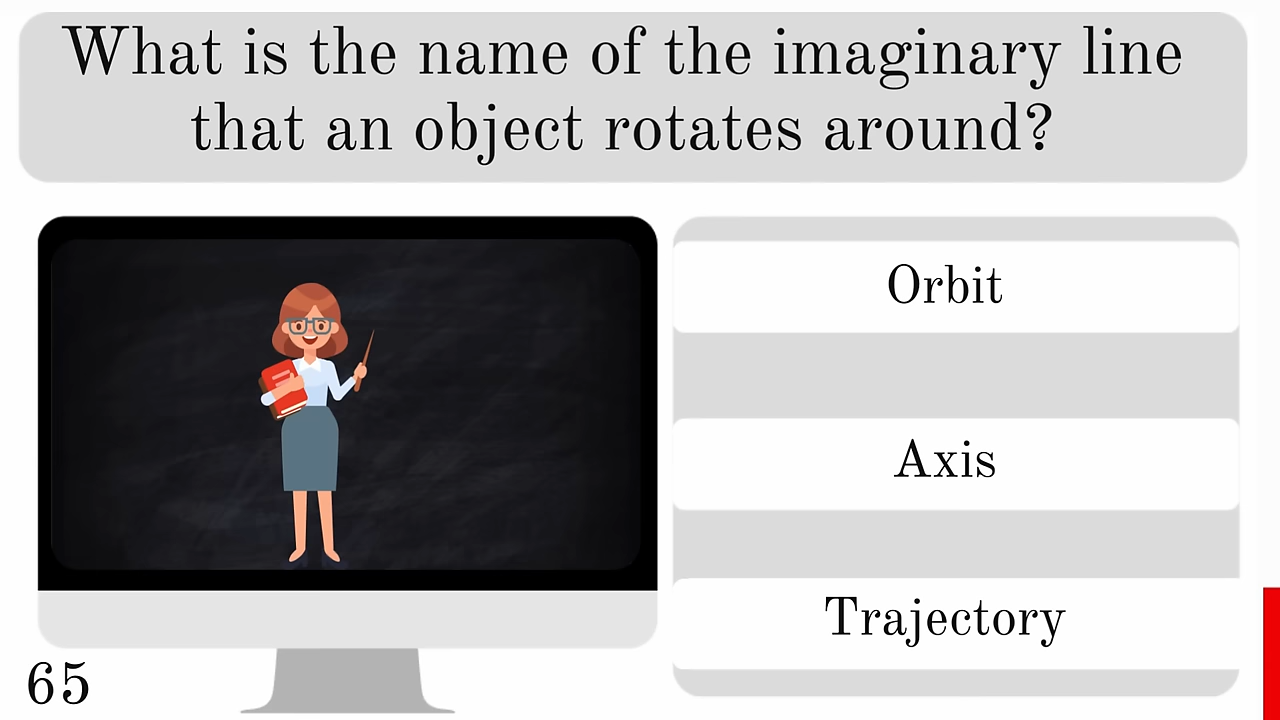 What is the name of the imaginary line
that an object rotates around?
Orbit
Axis
Trajectory
65